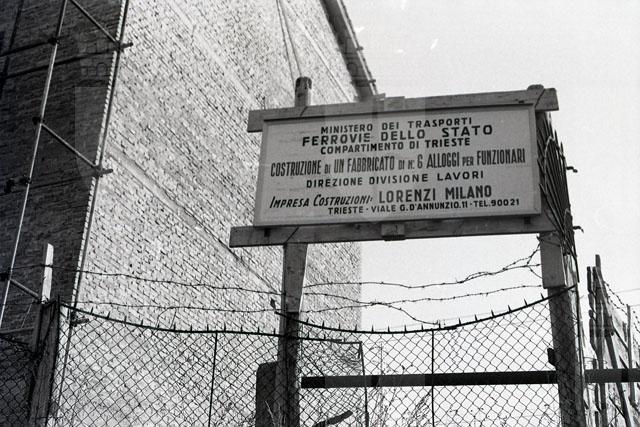 MINISTERO DEI TRASPORTI
FERROVIE DELLO STATO
COMPARTIMENTO DI TRIESTE
COSTRUZIONE DI UN FABBRICATO DI N. 6 ALLOGGI PER FUNZIONARI
DIREZIONE DIVISIONE LAVORI
IMPRESA COSTRUZIONI: LORENZI MILANO
TRIESTE - VIALE G. D'ANNUNZIO. 11 - TEL. 90021